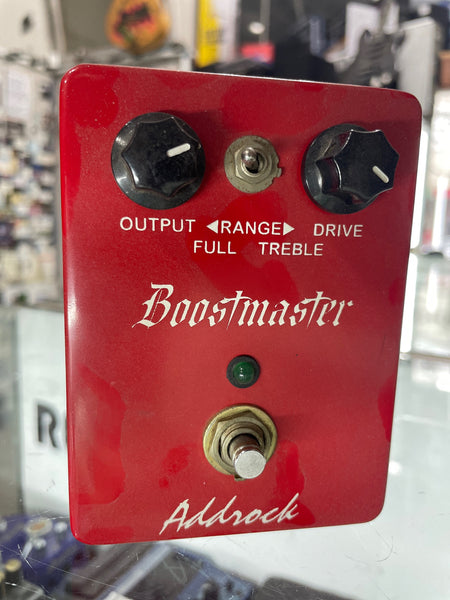 OUTPUT ◀RANGE▶ DRIVE
FULL TREBLE
Boostmaster
Addrock